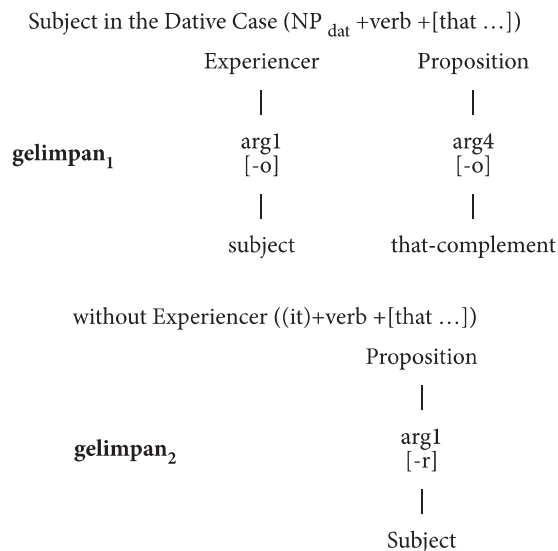 Subject in the Dative Case (NP dat +verb +[that …])
Experiencer Proposition
gelimpan1 arg1 arg4
[-o] [-o]
subject that-complement
without Experiencer ((it)+verb +[that …])
Proposition
gelimpan2 arg1
[-r]
Subject